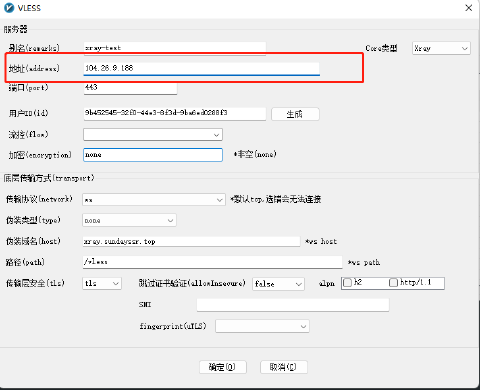 VLESS
服务器
别名(remarks) xray-test Core类型 Xray
地址(address) 104.26.9.188
端口(port) 443
用户ID(id) 生成
流控(flow)
加密(encryption) none *非空(none)
底层传输方式(transport)
传输协议(network) ws *默认tcp,选错会无法连接
伪装类型(type) none
伪装域名(host) xray.sundayssr.top *ws host
路径(path) /vless *ws path
传输层安全(tls) tls 跳过证书验证(allowInsecure) false alpn h2 http/1.1
SNI
fingerprint(uTLS)
确定(O) 取消(C)